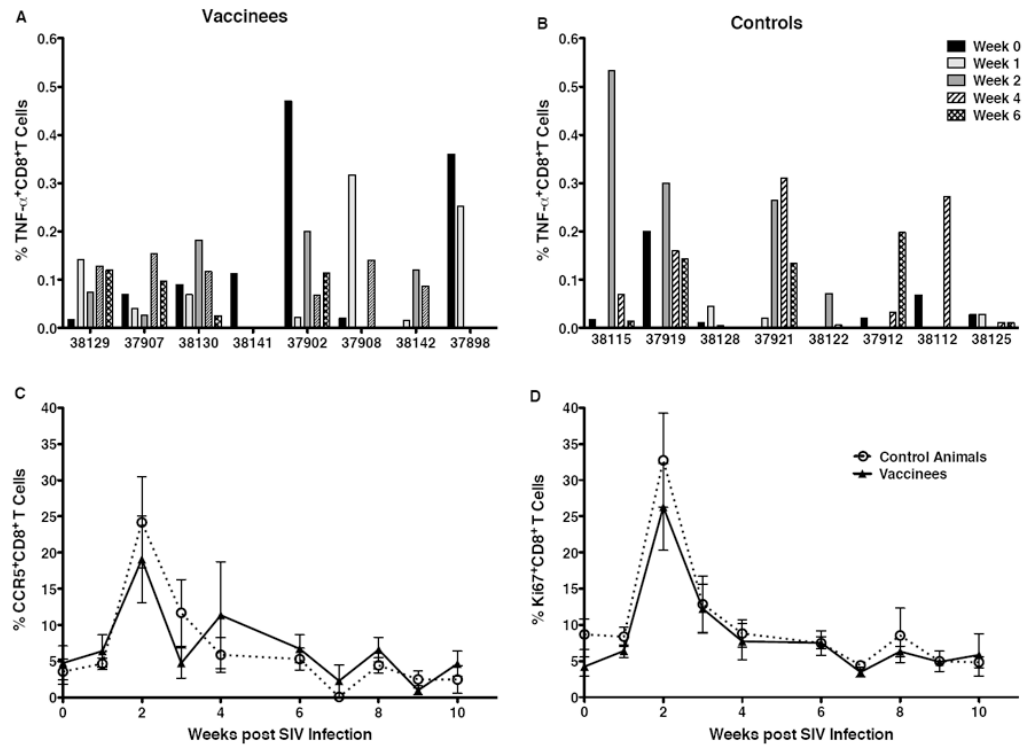 A
Vaccinees
% TNF-α⁺CD8⁺T Cells
0.6
0.5
0.4
0.3
0.2
0.1
0.0
38129 37907 38130 38141 37902 37908 38142 37898
B
Controls
% TNF-α⁺CD8⁺T Cells
0.6
0.5
0.4
0.3
0.2
0.1
0.0
38115 37919 38128 37921 38122 37912 38112 38125
Week 0
Week 1
Week 2
Week 4
Week 6
C
% CCR5⁺CD8⁺ T Cells
40
35
30
25
20
15
10
5
0
0 2 4 6 8 10
Weeks post SIV Infection
D
% Ki67⁺CD8⁺ T Cells
40
35
30
25
20
15
10
5
0
0 2 4 6 8 10
Weeks post SIV Infection
Control Animals
Vaccinees